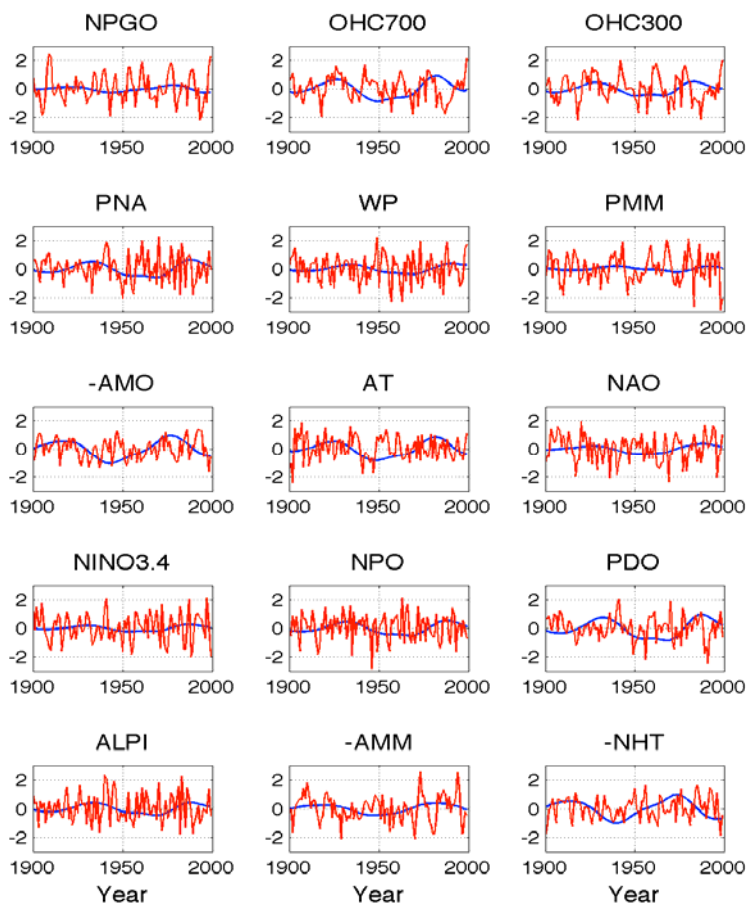 NPGO OHC700 OHC300
2 0 -2
1900 1950 2000 1900 1950 2000 1900 1950 2000
PNA WP PMM
2 0 -2
1900 1950 2000 1900 1950 2000 1900 1950 2000
-AMO AT NAO
2 0 -2
1900 1950 2000 1900 1950 2000 1900 1950 2000
NINO3.4 NPO PDO
2 0 -2
1900 1950 2000 1900 1950 2000 1900 1950 2000
ALPI -AMM -NHT
2 0 -2
1900 1950 2000 1900 1950 2000 1900 1950 2000
Year Year Year